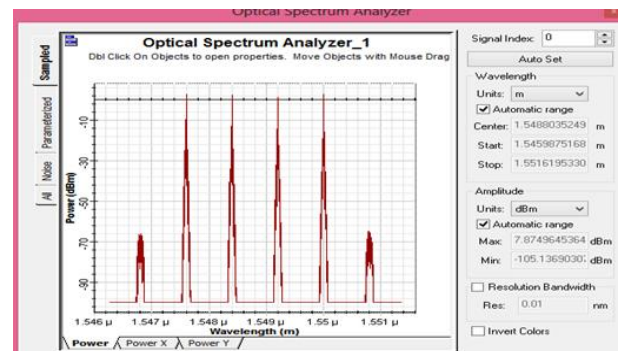 Optical Spectrum Analyzer
Optical Spectrum Analyzer_1
Dbl Click On Objects to open properties. Move Objects with Mouse Drag
Sampled
Parameterized
Noise
All
Power (dBm)
-10
-30
-50
-70
-90
1.546 µ 1.547 µ 1.548 µ 1.549 µ 1.55 µ 1.551 µ
Wavelength (m)
Power Power X Power Y
Signal Index: 0
Auto Set
Wavelength
Units: m
Automatic range
Center: 1.5488035249 m
Start: 1.5459875168 m
Stop: 1.5516195330 m
Amplitude
Units: dBm
Automatic range
Max: 7.8749645364 dBm
Min: -105.1369030 dBm
Resolution Bandwidth
Res: 0.01 nm
Invert Colors